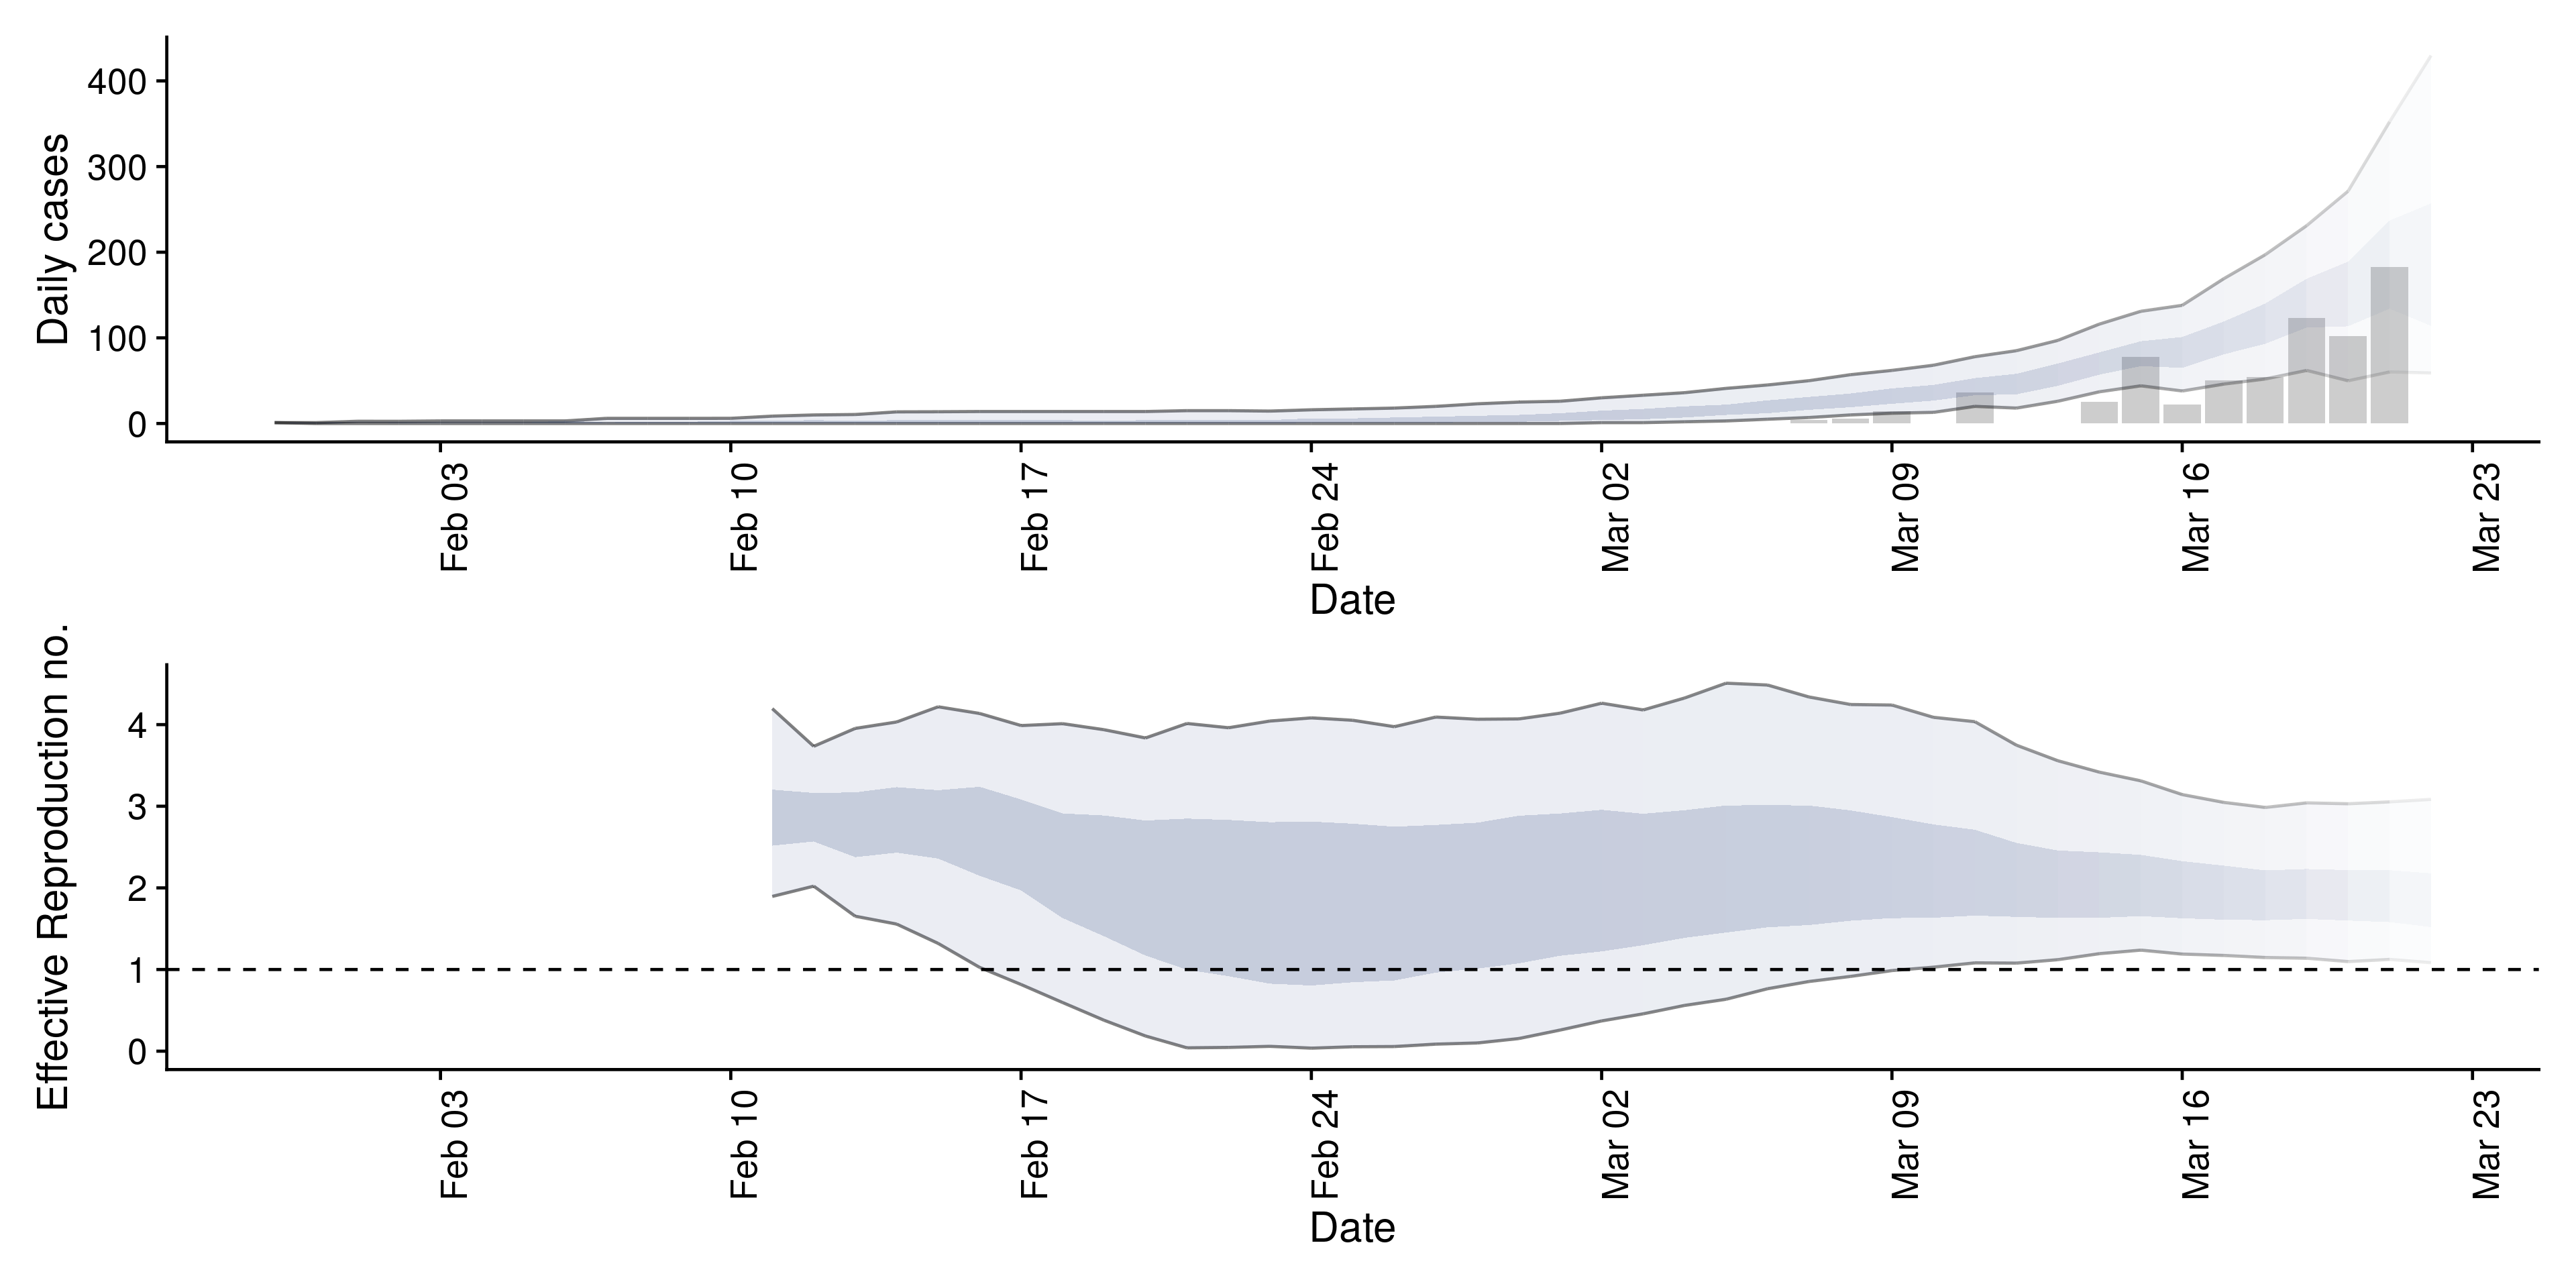 Daily cases
400
300
200
100
0
Feb 03
Feb 10
Feb 17
Feb 24
Mar 02
Mar 09
Mar 16
Mar 23
Date
Effective Reproduction no.
4
3
2
1
0
Feb 03
Feb 10
Feb 17
Feb 24
Mar 02
Mar 09
Mar 16
Mar 23
Date